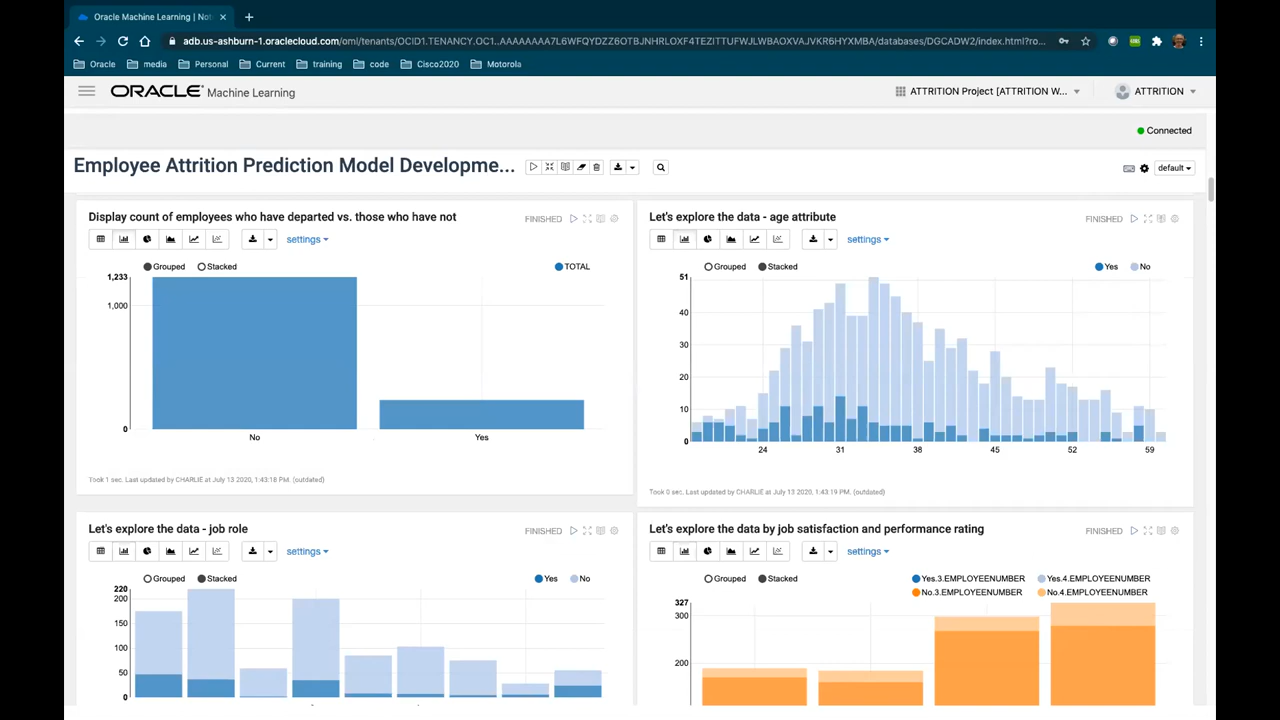 Oracle Machine Learning | Not
adb.us-ashburn-1.oraclecloud.com/oml/tenants/OCID1.TENANCY.OC1..AAAAAAAA7L6WFQYDZZ6OTBJNHRLOXF4TEZITTUFWJLWBAOXVAJVKR6HYXMBA/databases/DGCADW2/index.html?ro...
Oracle media Personal Current training code Cisco2020 Motorola
ORACLE Machine Learning ATTRITION Project [ATTRITION W... ATTRITION
Connected
Employee Attrition Prediction Model Developme... default
Display count of employees who have departed vs. those who have not FINISHED
settings
Grouped Stacked TOTAL
1,233
1,000
0
No Yes
Took 1 sec. Last updated by CHARLIE at July 13 2020, 1:43:18 PM. (outdated)
Let's explore the data - age attribute FINISHED
settings
Grouped Stacked Yes No
51
40
30
20
10
0
24 31 38 45 52 59
Took 0 sec. Last updated by CHARLIE at July 13 2020, 1:43:19 PM. (outdated)
Let's explore the data - job role FINISHED
settings
Grouped Stacked Yes No
220
200
150
100
50
0
Let's explore the data by job satisfaction and performance rating FINISHED
settings
Grouped Stacked Yes.3.EMPLOYEENUMBER Yes.4.EMPLOYEENUMBER
No.3.EMPLOYEENUMBER No.4.EMPLOYEENUMBER
327
300
200